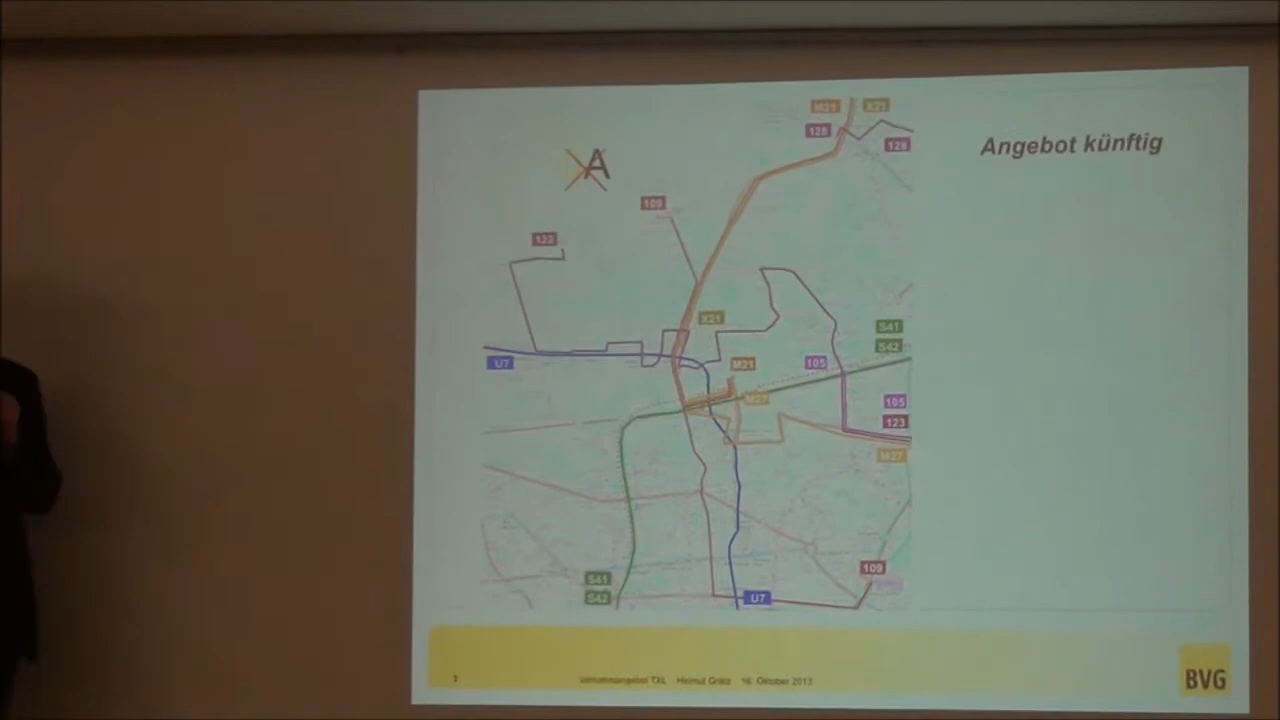 M21 X21
128
128
Angebot künftig
A
109
123
X21
S41
S42
U7
M21
105
M27
105
123
M27
109
S41
S42
U7
TXL Helmut Grätz 16. Oktober 2013
BVG